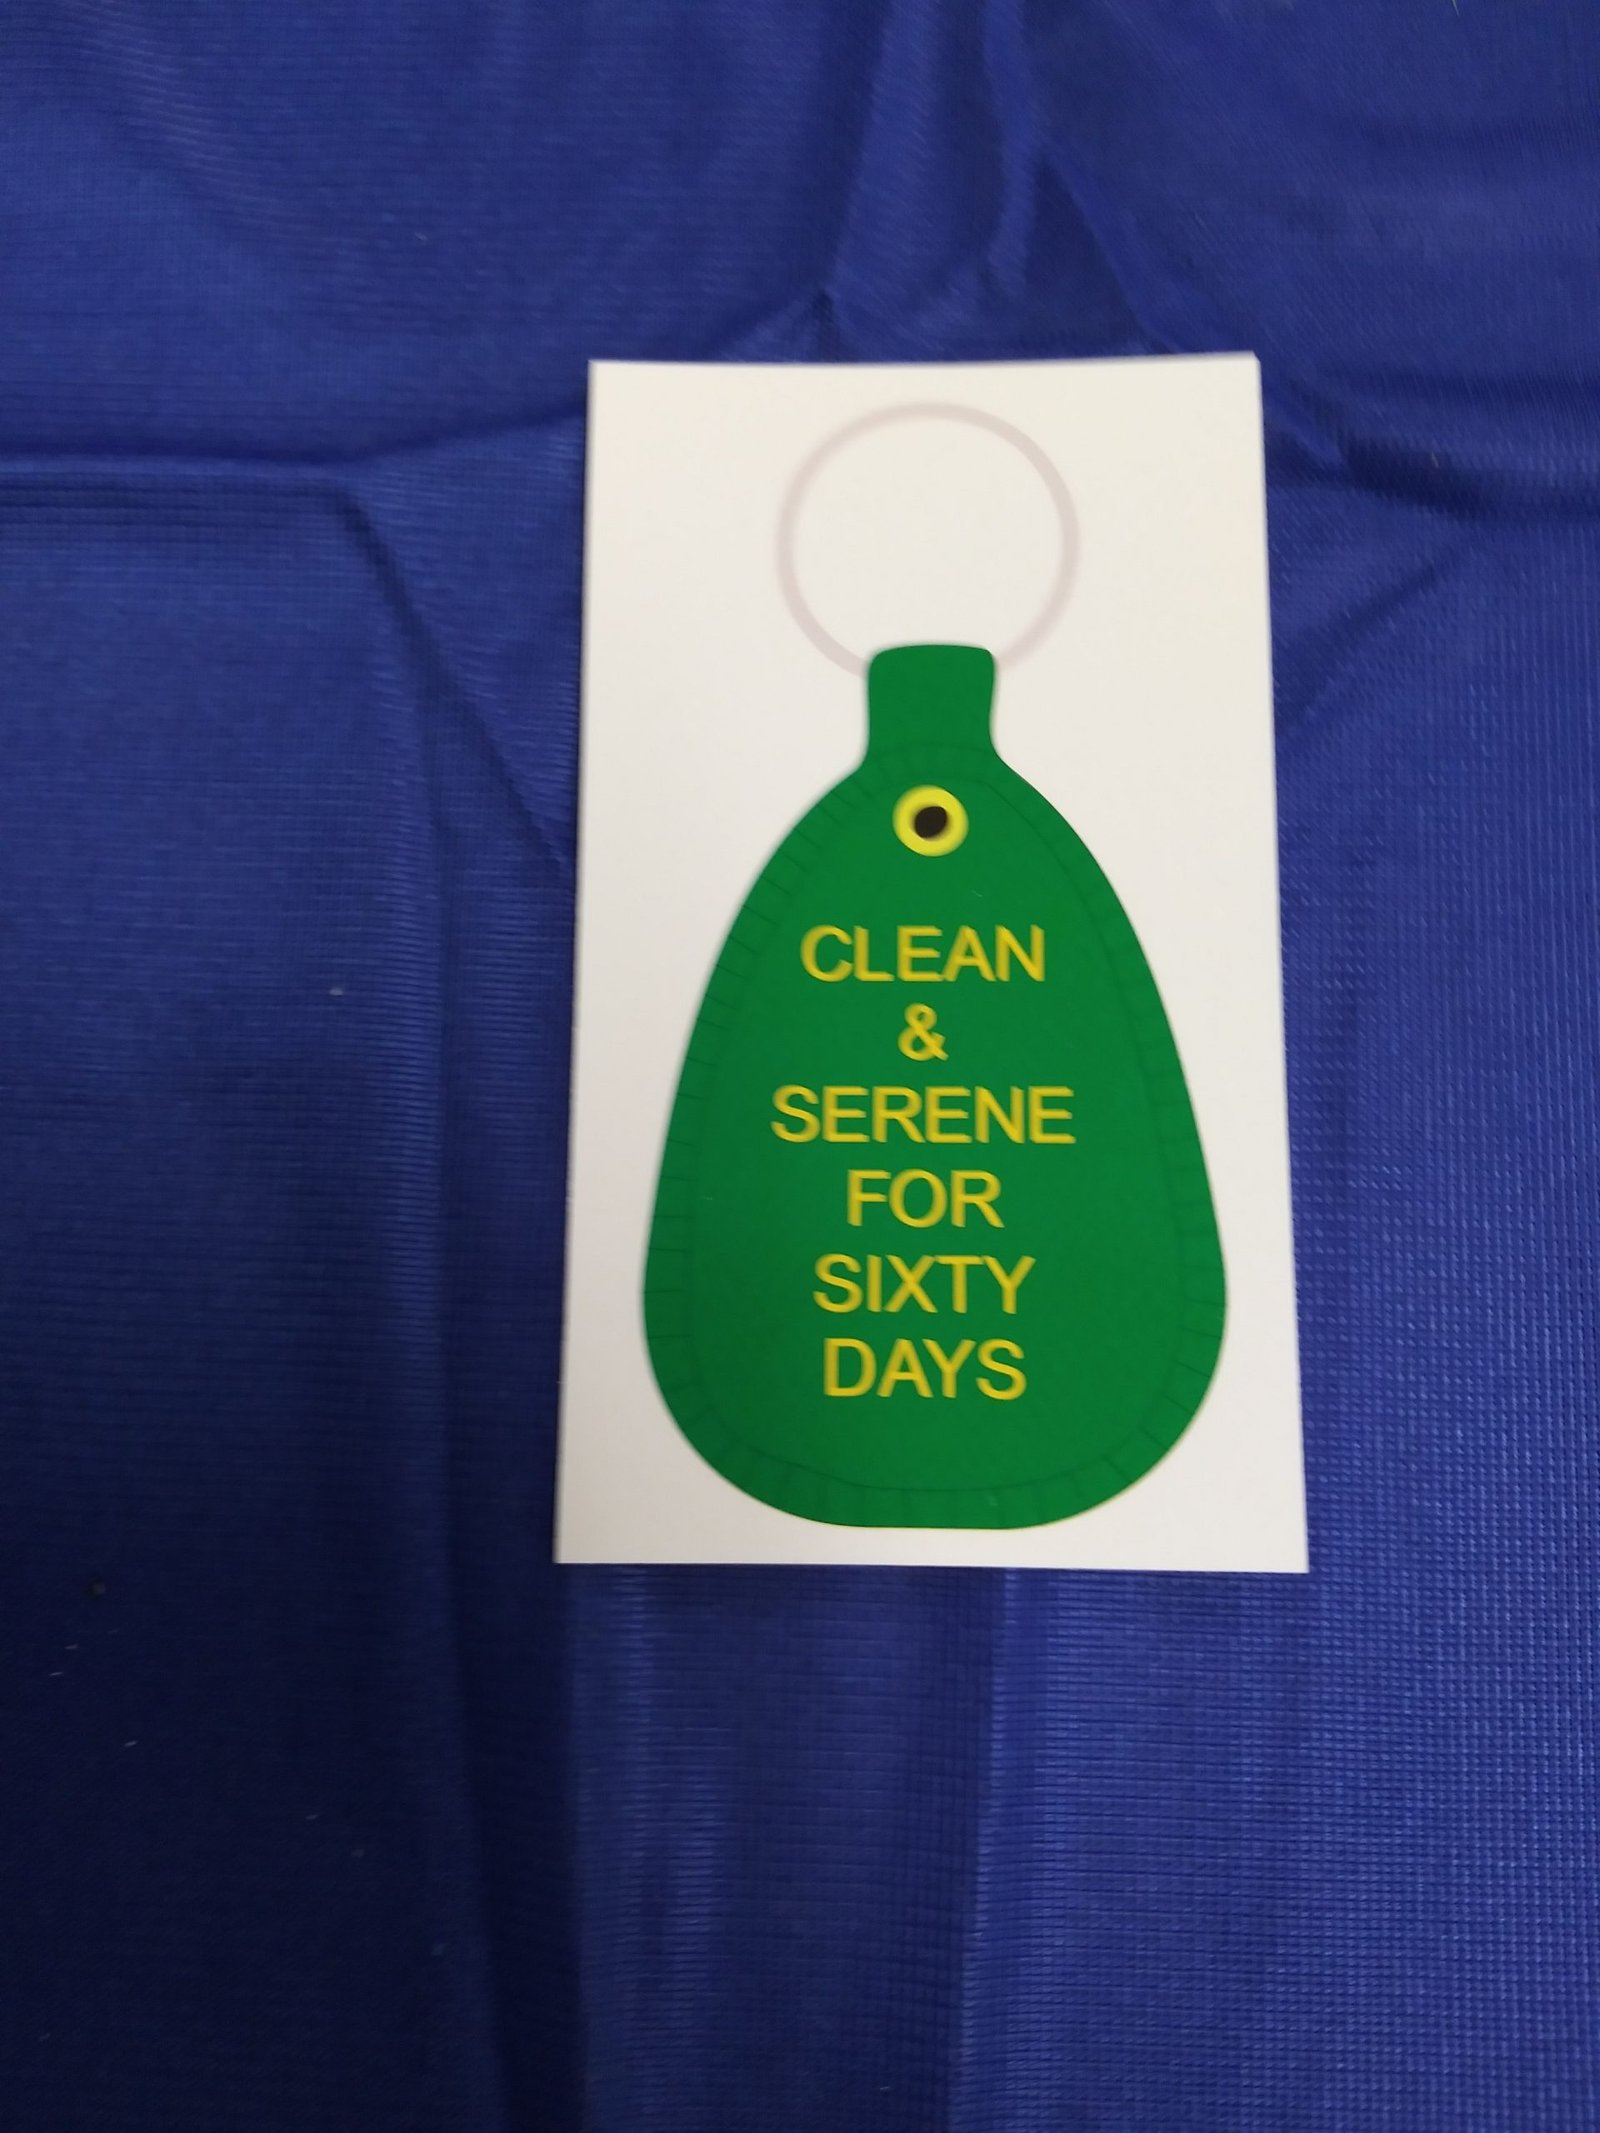 CLEAN
&
SERENE
FOR
SIXTY
DAYS